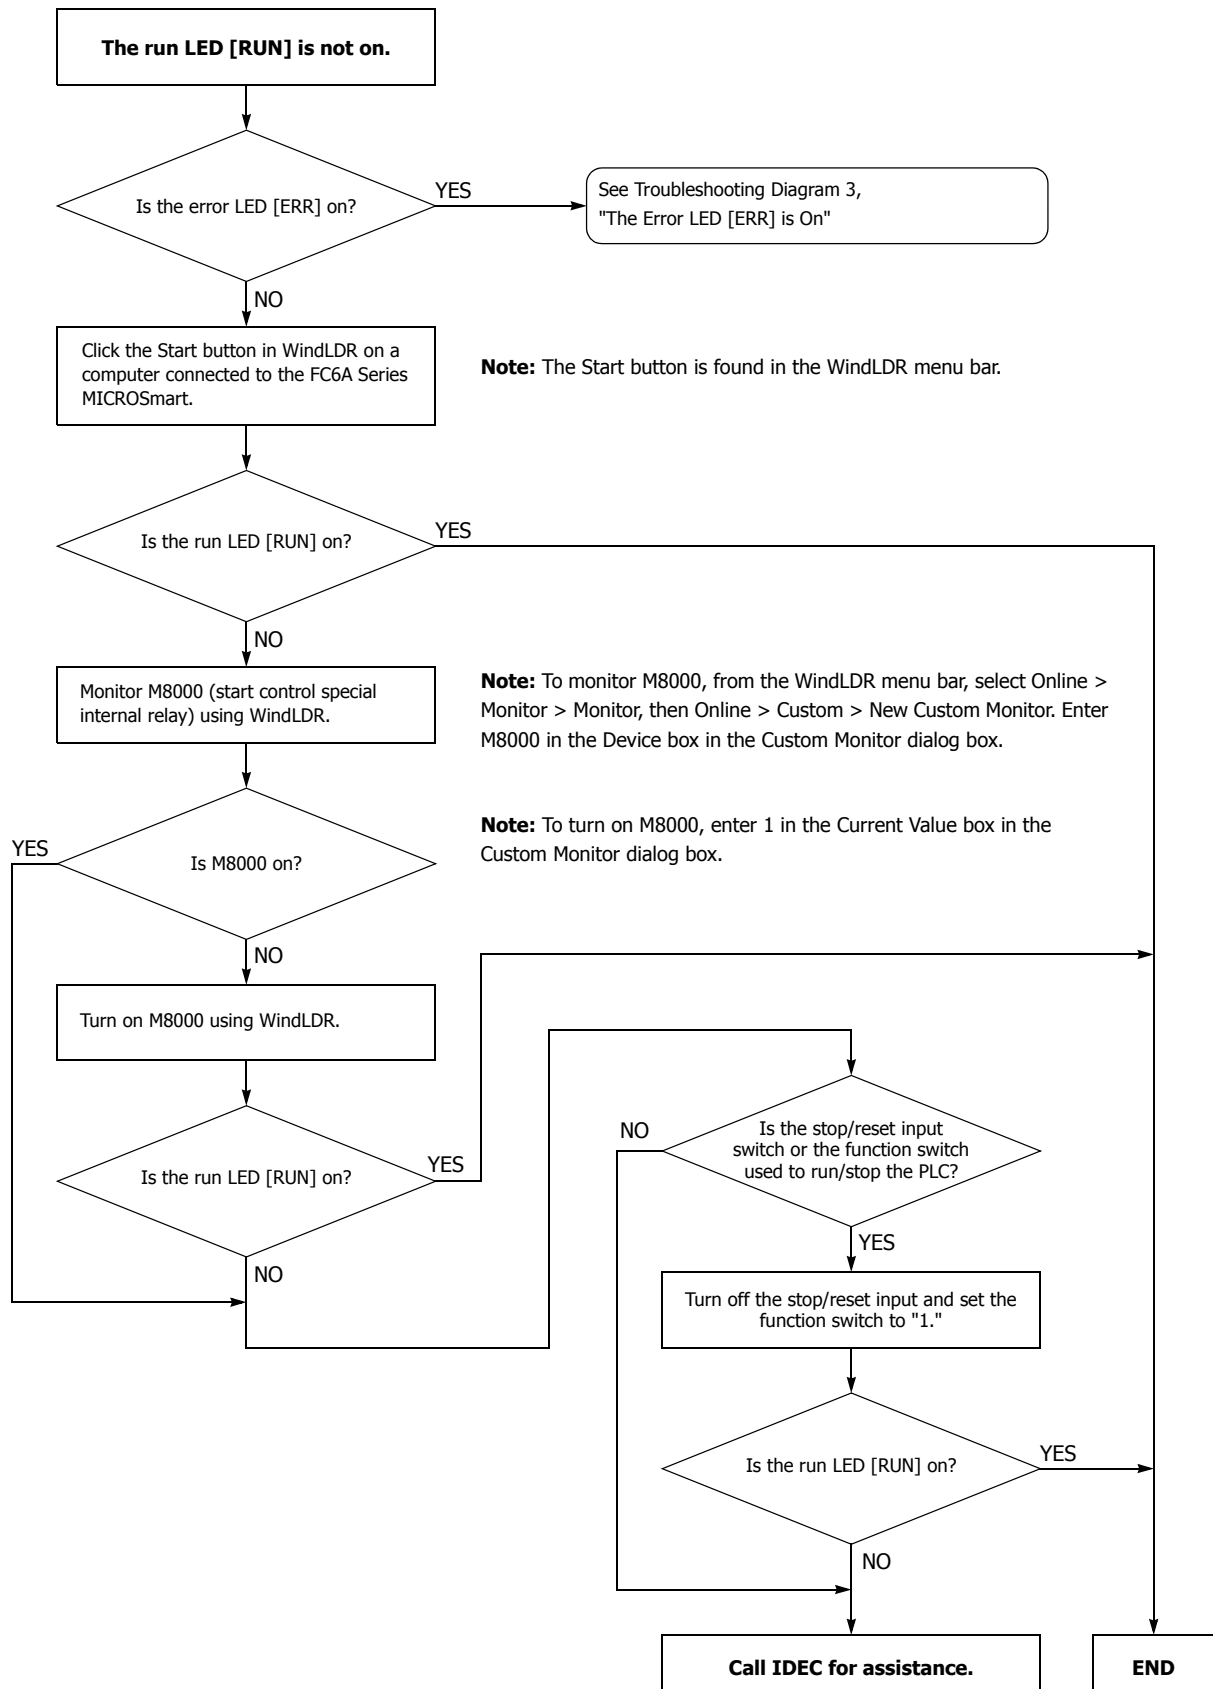 The run LED [RUN] is not on.
Is the error LED [ERR] on?
YES
See Troubleshooting Diagram 3,
"The Error LED [ERR] is On"
NO
Click the Start button in WindLDR on a
computer connected to the FC6A Series
MICROSmart.
Note: The Start button is found in the WindLDR menu bar.
Is the run LED [RUN] on?
YES
NO
Monitor M8000 (start control special
internal relay) using WindLDR.
Note: To monitor M8000, from the WindLDR menu bar, select Online >
Monitor > Monitor, then Online > Custom > New Custom Monitor. Enter
M8000 in the Device box in the Custom Monitor dialog box.
Note: To turn on M8000, enter 1 in the Current Value box in the
Custom Monitor dialog box.
YES
Is M8000 on?
NO
Turn on M8000 using WindLDR.
Is the run LED [RUN] on?
YES
NO
NO
Is the stop/reset input
switch or the function switch
used to run/stop the PLC?
YES
Turn off the stop/reset input and set the
function switch to "1."
Is the run LED [RUN] on?
YES
NO
Call IDEC for assistance.
END